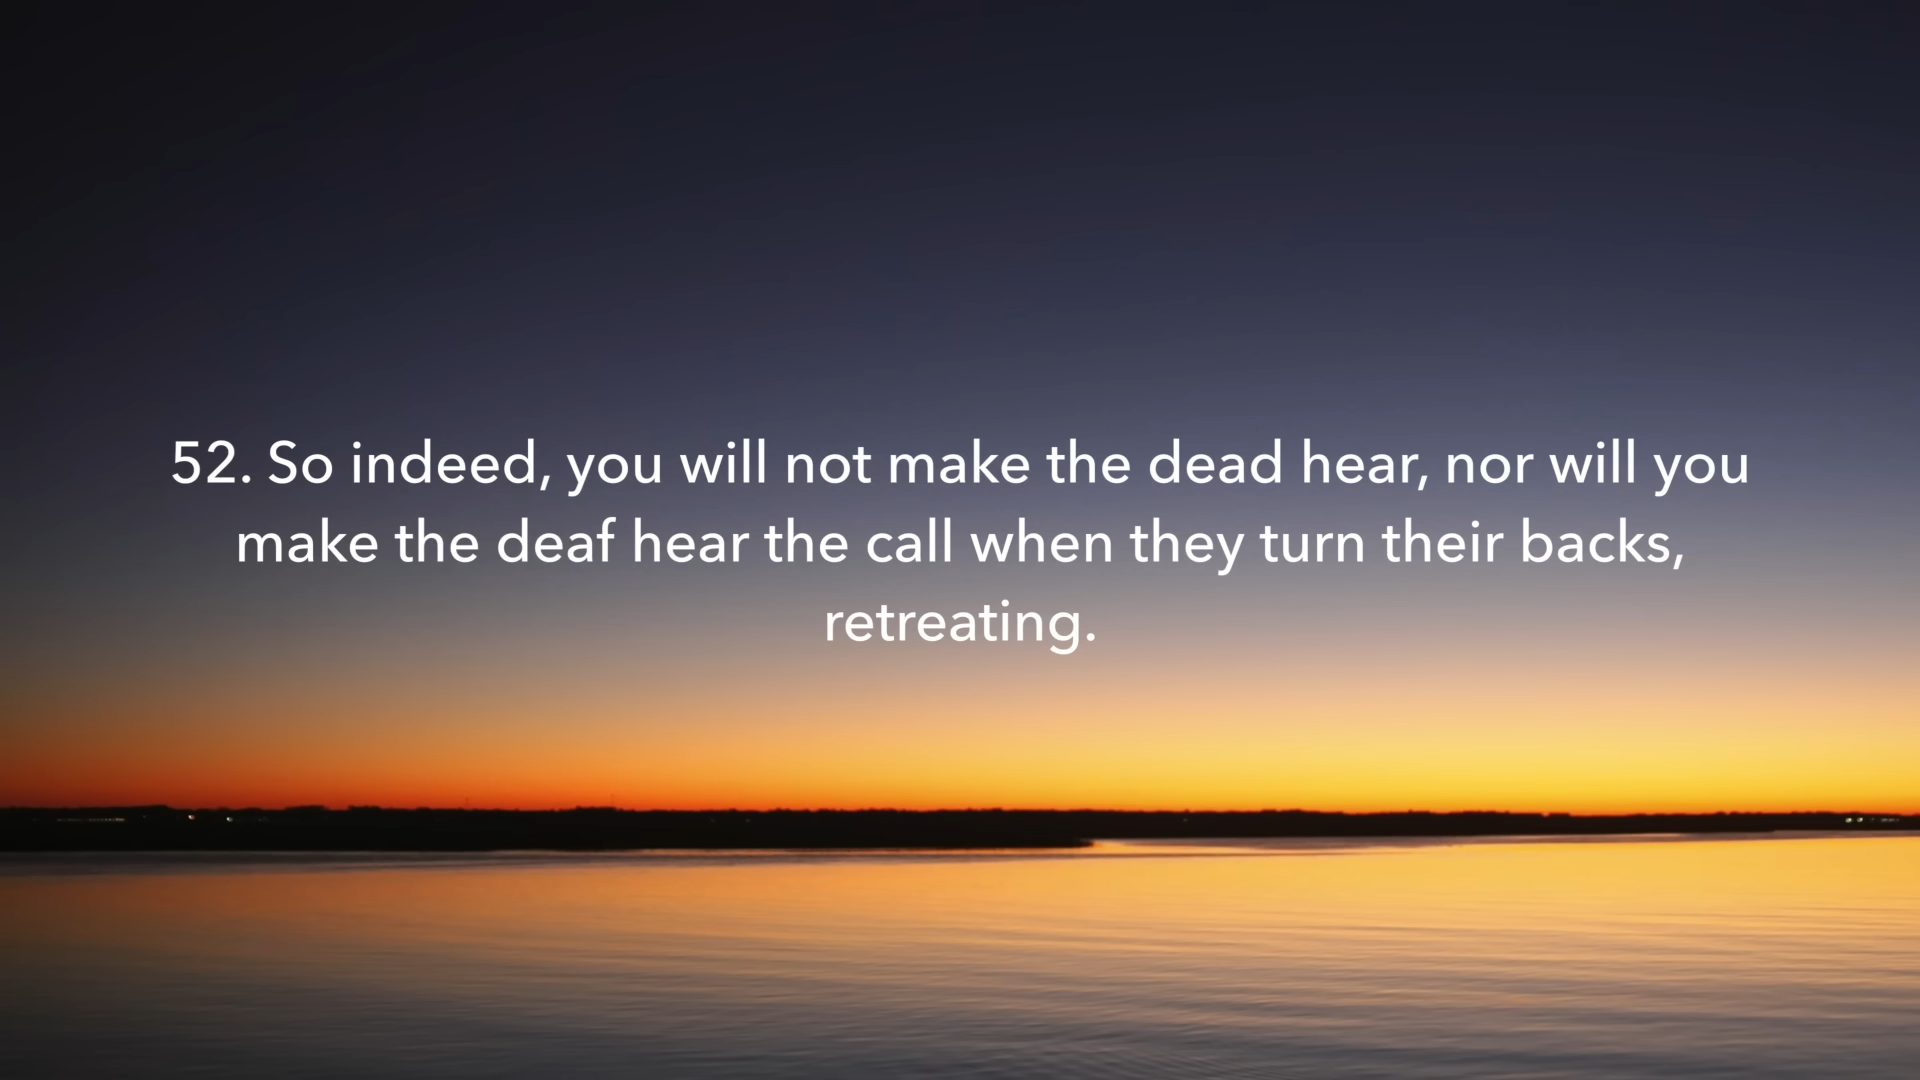 52. So indeed, you will not make the dead hear, nor will you
make the deaf hear the call when they turn their backs,
retreating.